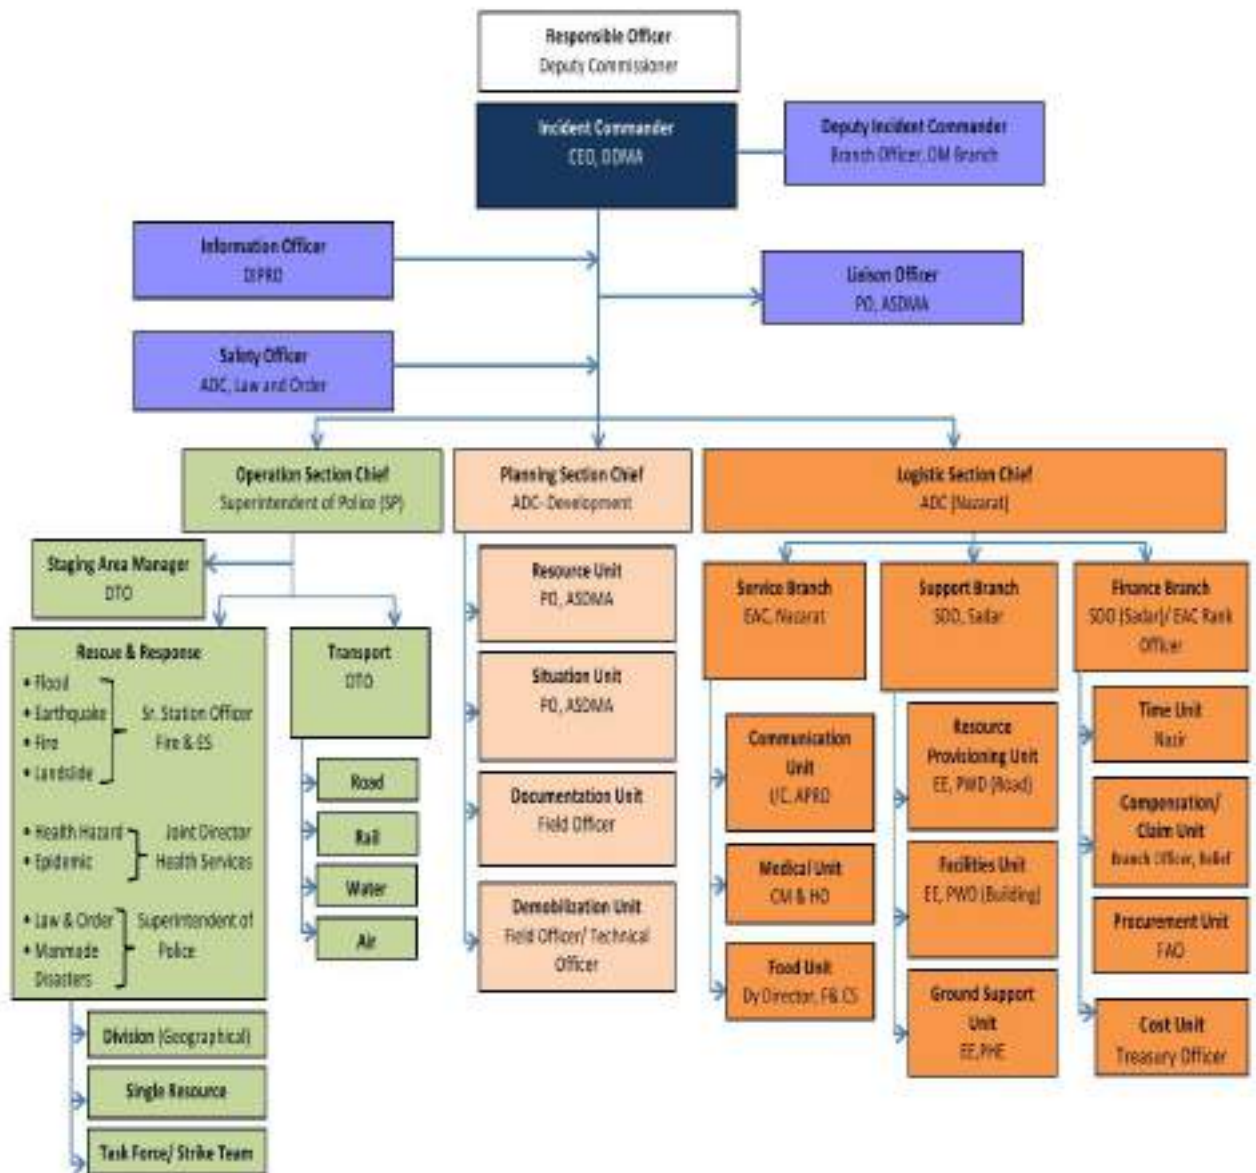 Responsible Officer
Deputy Commissioner
Incident Commander
CEO, DDMA
Deputy Incident Commander
Branch Officer, DM Branch
Information Officer
DIPRO
Liaison Officer
PO, ASDMA
Safety Officer
ADC, Law and Order
Operation Section Chief
Superintendent of Police (SP)
Planning Section Chief
ADC- Development
Logistic Section Chief
ADC (Nazarat)
Staging Area Manager
DTO
Rescue & Response
• Flood
• Earthquake
• Fire
• Landslide
Sr. Station Officer
Fire & ES
• Health Hazard
• Epidemic
Joint Director
Health Services
• Law & Order
• Manmade
Disasters
Superintendent of
Police
Division (Geographical)
Single Resource
Task Force/ Strike Team
Transport
DTO
Road
Rail
Water
Air
Resource Unit
PO, ASDMA
Situation Unit
PO, ASDMA
Documentation Unit
Field Officer
Demobilization Unit
Field Officer/ Technical
Officer
Service Branch
EAC, Nazarat
Communication
Unit
I/C, APRO
Medical Unit
CM & HO
Food Unit
Dy Director, F& CS
Support Branch
SDO, Sadar
Resource
Provisioning Unit
EE, PWD (Road)
Facilities Unit
EE, PWD (Building)
Ground Support
Unit
EE,PHE
Finance Branch
SDO (Sadar)/ EAC Rank
Officer
Time Unit
Nazir
Compensation/
Claim Unit
Branch Officer, Relief
Procurement Unit
FAO
Cost Unit
Treasury Officer